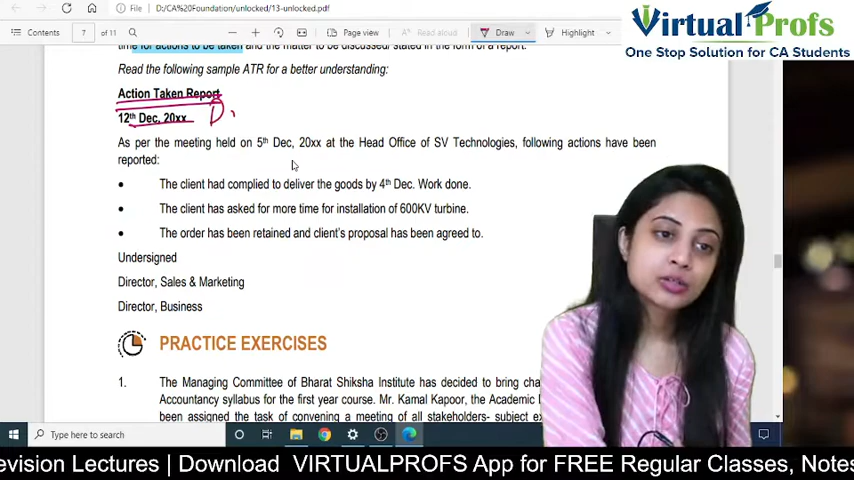 File
D:/CA Foundation/unlocked/13-unlocked.pdf
Virtual Profs
One Stop Solution for CA Students
Contents
7
of 11
Page view
Read aloud
Draw
Highlight
time for actions to be taken and the matter to be discussed/ stated in the form of a report.
Read the following sample ATR for a better understanding:
Action Taken Report
12th Dec, 20xx D,
As per the meeting held on 5th Dec, 20xx at the Head Office of SV Technologies, following actions have been
reported:
• The client had complied to deliver the goods by 4th Dec. Work done.
• The client has asked for more time for installation of 600KV turbine.
• The order has been retained and client's proposal has been agreed to.
Undersigned
Director, Sales & Marketing
Director, Business
PRACTICE EXERCISES
1. The Managing Committee of Bharat Shiksha Institute has decided to bring cha
Accountancy syllabus for the first year course. Mr. Kamal Kapoor, the Academic D
been assigned the task of convening a meeting of all stakeholders- subject ex
Type here to search
evision Lectures | Download VIRTUALPROFS App for FREE Regular Classes, Notes